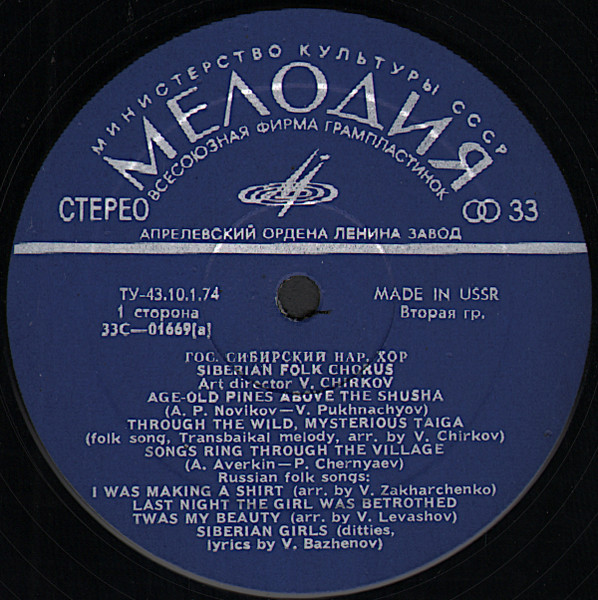 МИНИСТЕРСТВО КУЛЬТУРЫ СССР
МЕЛОДИЯ
ВСЕСОЮЗНАЯ ФИРМА ГРАМПЛАСТИНОК
СТЕРЕО
33
АПРЕЛЕВСКИЙ ОРДЕНА ЛЕНИНА ЗАВОД
ТУ-43.10.1.74
MADE IN USSR
1 сторона
Вторая гр.
33С—01669(а)
ГОС. СИБИРСКИЙ НАР. ХОР
SIBERIAN FOLK CHORUS
Art director V. CHIRKOV
AGE-OLD PINES ABOVE THE SHUSHA
(A. P. Novikov—V. Pukhnachyov)
THROUGH THE WILD, MYSTERIOUS TAIGA
(folk song, Transbaikal melody, arr. by V. Chirkov)
SONGS RING THROUGH THE VILLAGE
(A. Averkin—P. Chernyaev)
Russian folk songs:
I WAS MAKING A SHIRT (arr. by V. Zakharchenko)
LAST NIGHT THE GIRL WAS BETROTHED
TWAS MY BEAUTY (arr. by V. Levashov)
SIBERIAN GIRLS (ditties,
lyrics by V. Bazhenov)